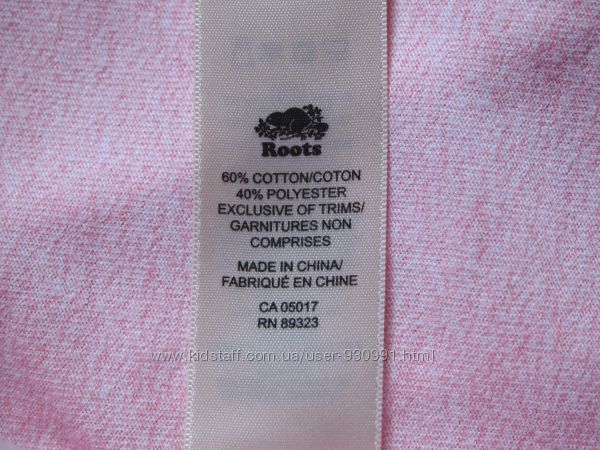 Roots
60% COTTON/COTON
40% POLYESTER
EXCLUSIVE OF TRIMS/
GARNITURES NON
COMPRISES
MADE IN CHINA/
FABRIQUÉ EN CHINE
CA 05017
RN 89323
www.kidstaff.com.ua/user-930991.html